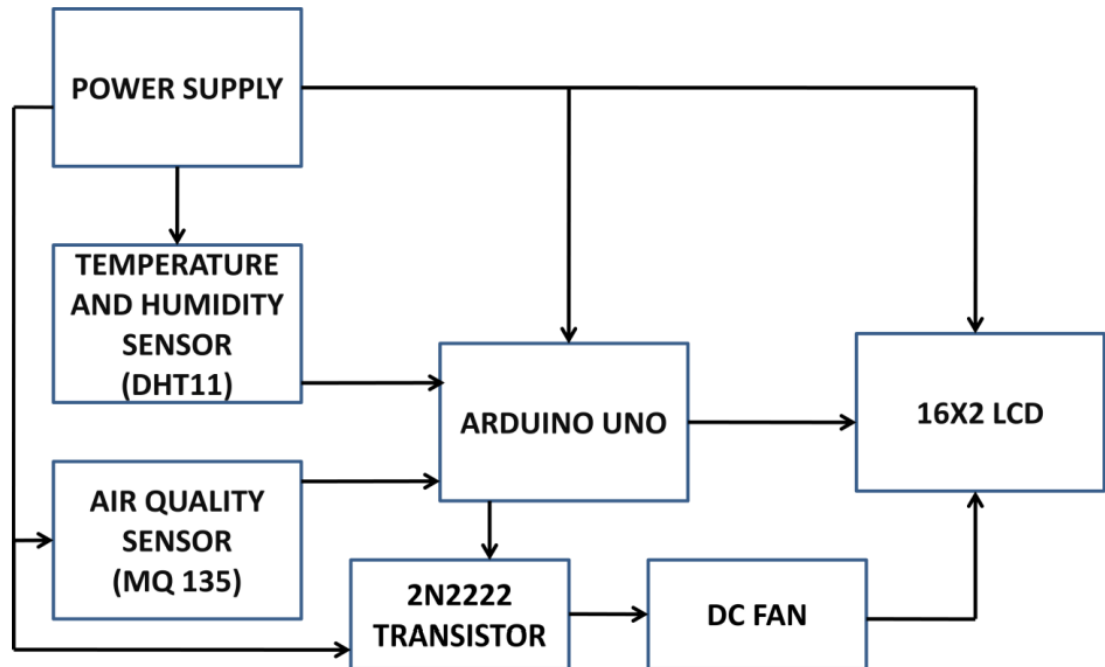 POWER SUPPLY
TEMPERATURE
AND HUMIDITY
SENSOR
(DHT11)
ARDUINO UNO
16X2 LCD
AIR QUALITY
SENSOR
(MQ 135)
2N2222
TRANSISTOR
DC FAN